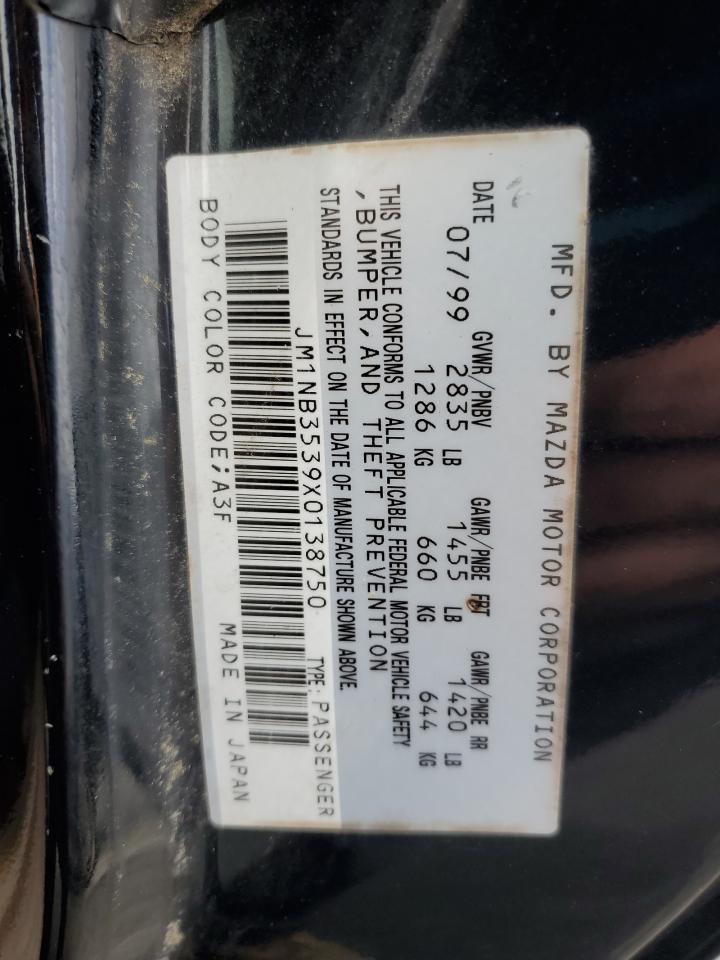 MFD. BY MAZDA MOTOR CORPORATION
DATE GVWR/PNBV GAWR/PNBE FRT GAWR/PNBE RR
07/99 2835 LB 1455 LB 1420 LB
1286 KG 660 KG 644 KG
THIS VEHICLE CONFORMS TO ALL APPLICABLE FEDERAL MOTOR VEHICLE SAFETY
, BUMPER, AND THEFT PREVENTION
STANDARDS IN EFFECT ON THE DATE OF MANUFACTURE SHOWN ABOVE.
JM1NB3539X0138750 TYPE: PASSENGER
BODY COLOR CODE;A3F MADE IN JAPAN